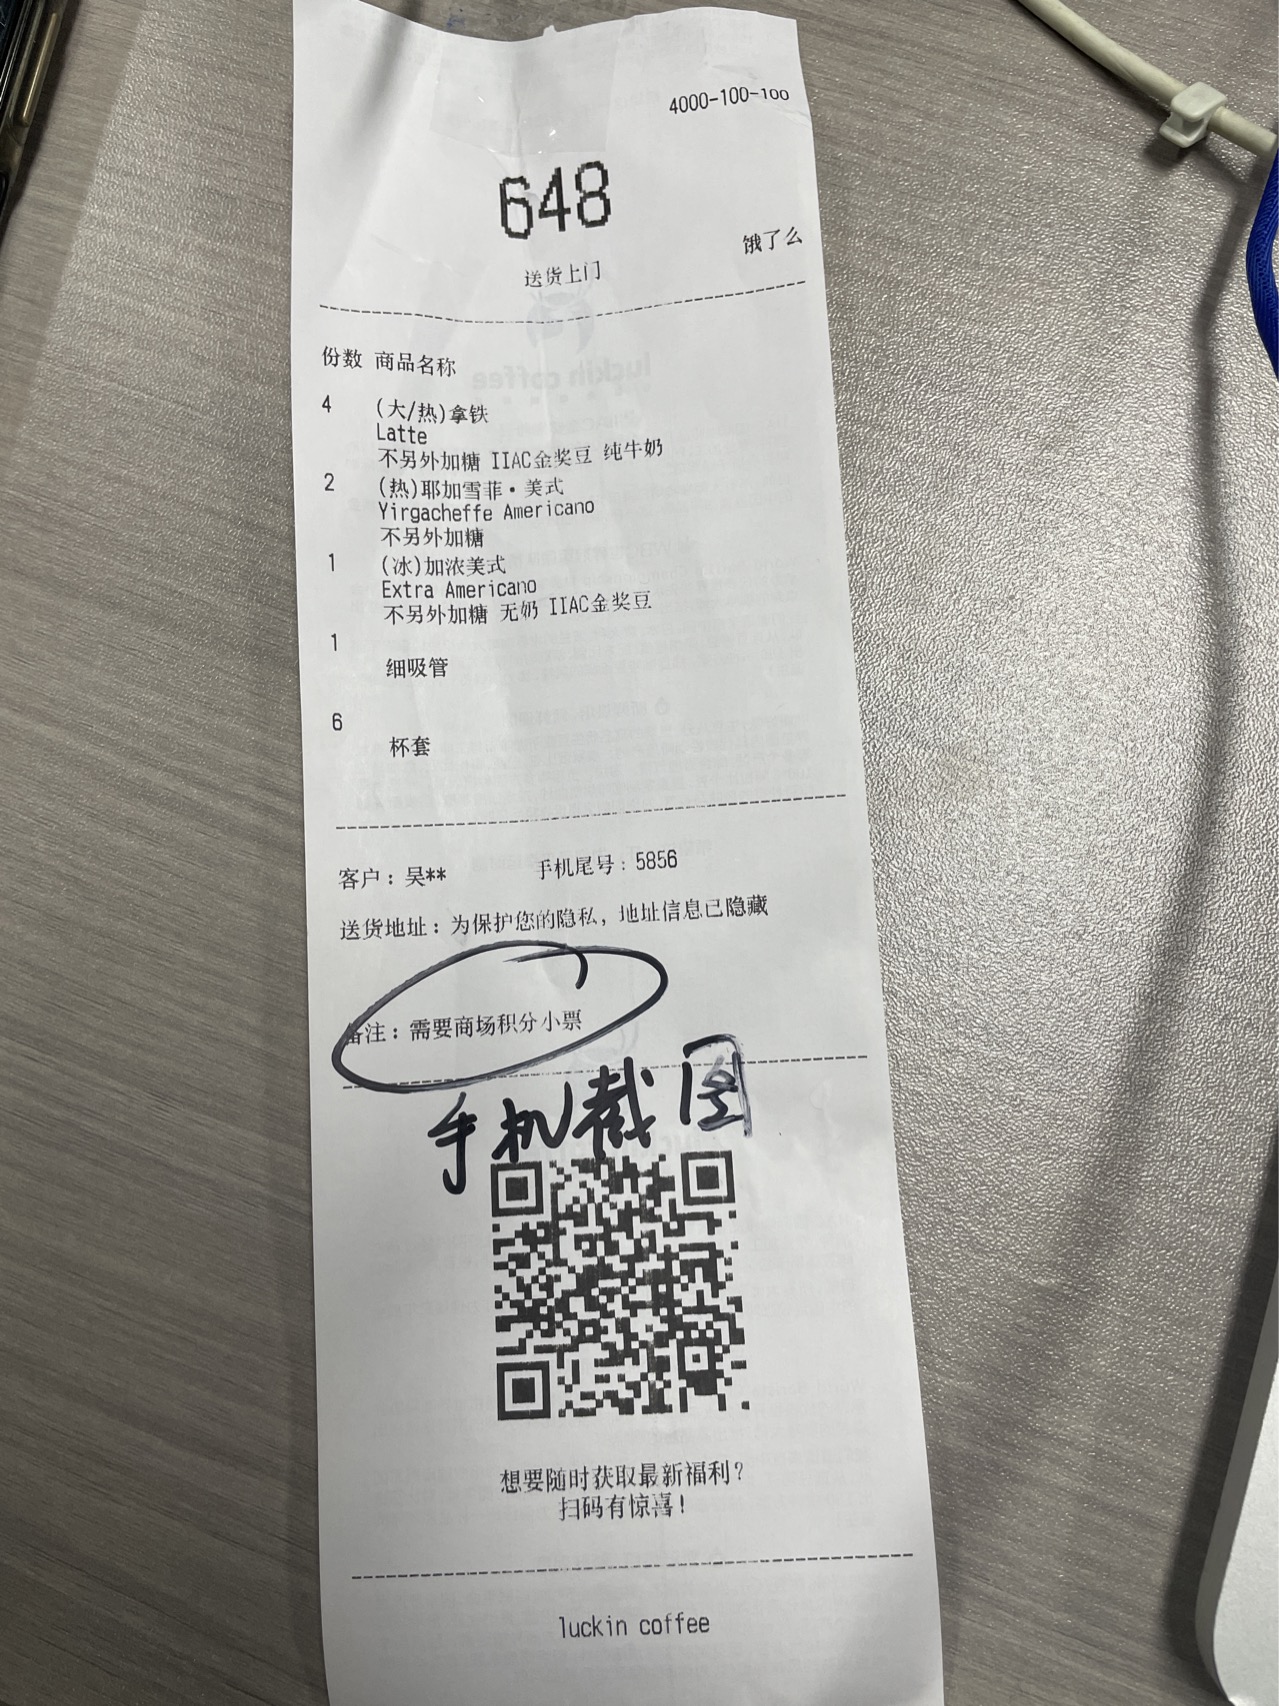 4000-100-100
648
饿了么
送货上门
份数 商品名称
4 (大/热)拿铁
Latte
不另外加糖 IIAC金奖豆 纯牛奶
2 (热)耶加雪菲·美式
Yirgacheffe Americano
不另外加糖
1 (冰)加浓美式
Extra Americano
不另外加糖 无奶 IIAC金奖豆
1
细吸管
6
杯套
客户：吴** 手机尾号：5856
送货地址：为保护您的隐私，地址信息已隐藏
备注：需要商场积分小票
手机截图
想要随时获取最新福利？
扫码有惊喜！
luckin coffee